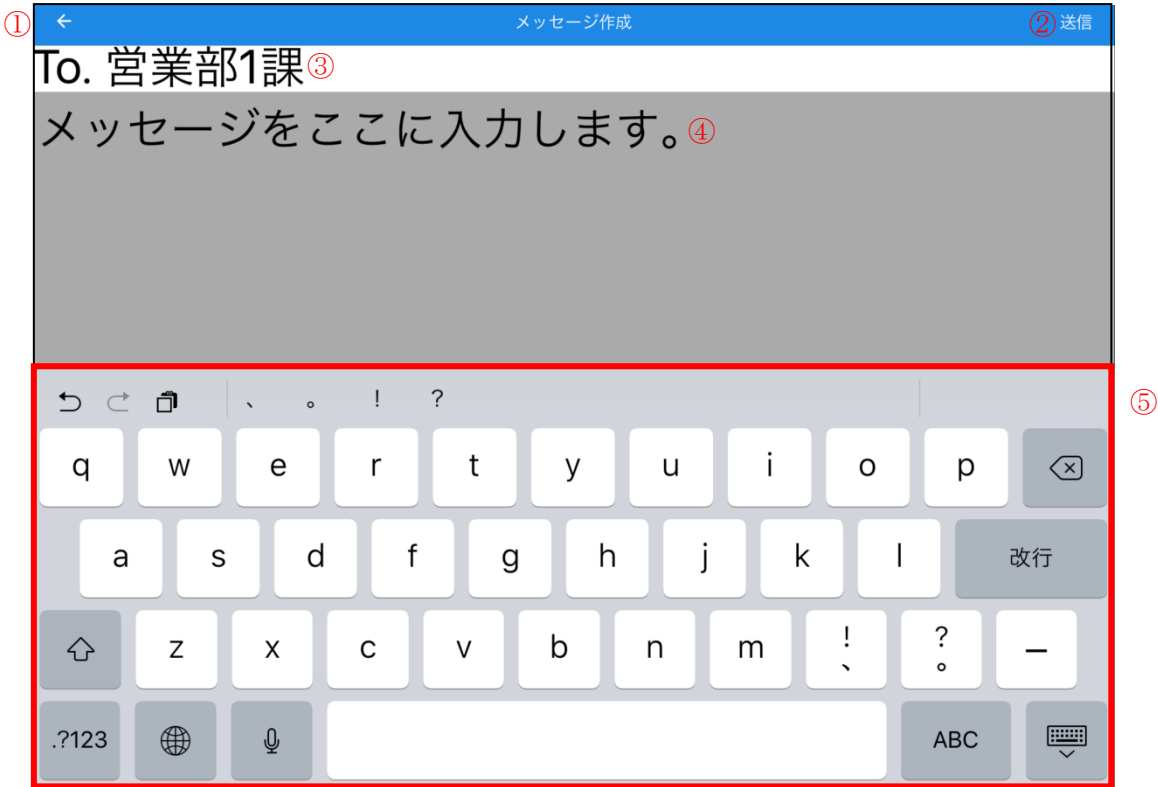 ① ← メッセージ作成 ② 送信
To. 営業部1課③
メッセージをここに入力します。④
、 。 ! ? ⑤
q w e r t y u i o p
a s d f g h j k l 改行
z x c v b n m ! 、 ? 。 ー
.?123 ABC